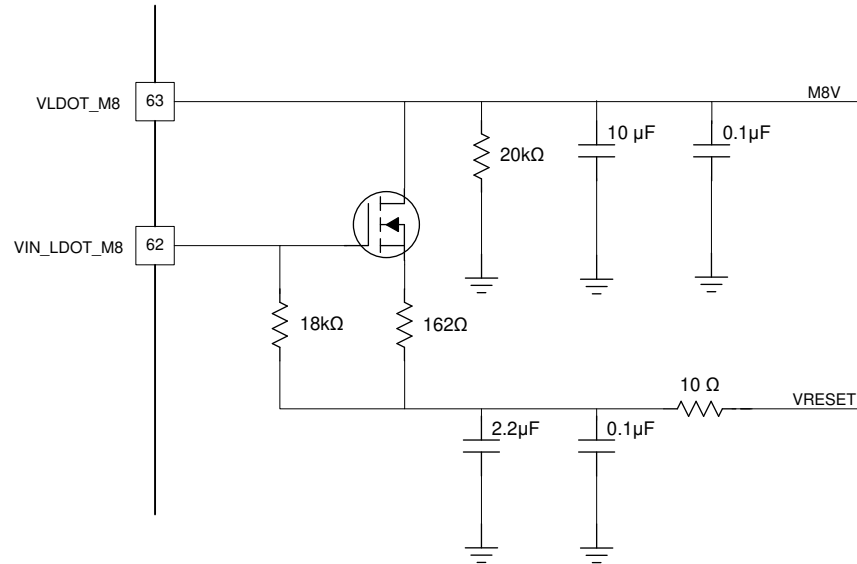 VLDOT_M8
63
M8V
10 µF
0.1µF
20kΩ
VIN_LDOT_M8
62
18kΩ
162Ω
10 Ω
VRESET
2.2µF
0.1µF